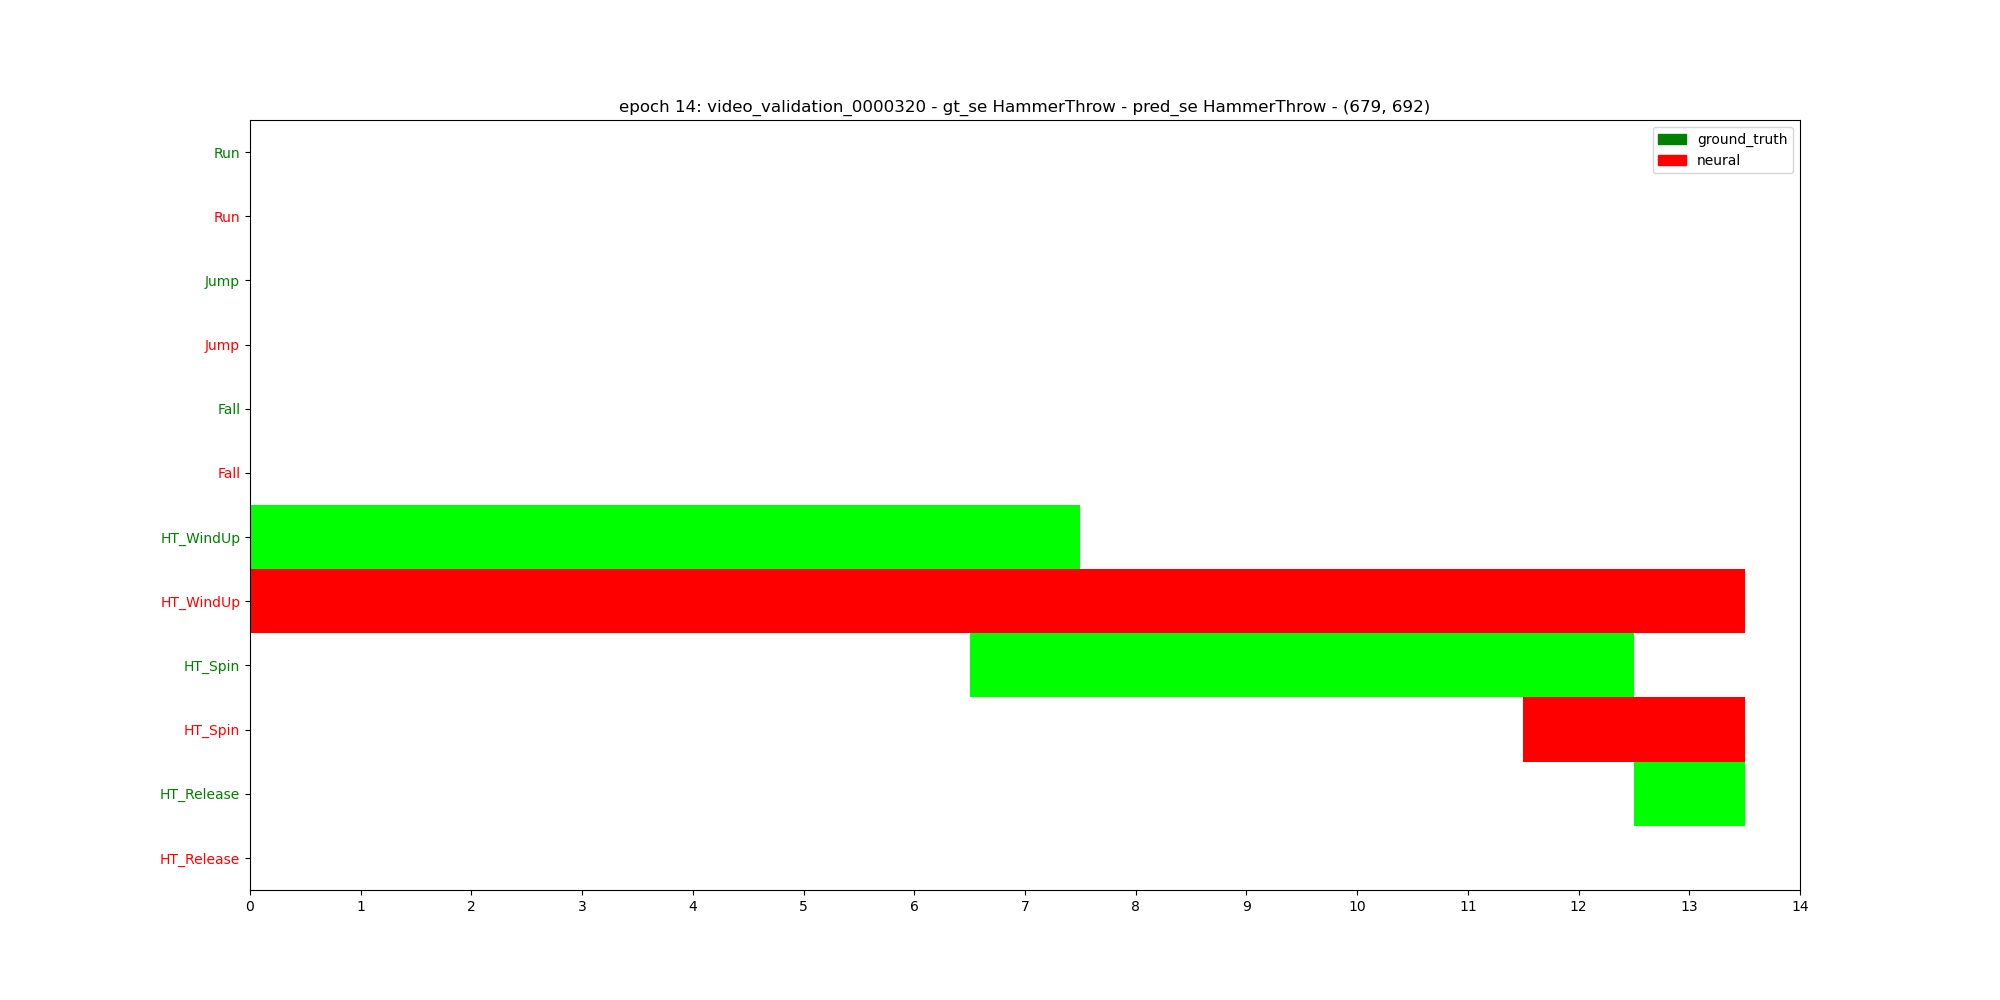 epoch 14: video_validation_0000320 - gt_se HammerThrow - pred_se HammerThrow - (679, 692)
ground_truth
neural
Run
Run
Jump
Jump
Fall
Fall
HT_WindUp
HT_WindUp
HT_Spin
HT_Spin
HT_Release
HT_Release
0 1 2 3 4 5 6 7 8 9 10 11 12 13 14